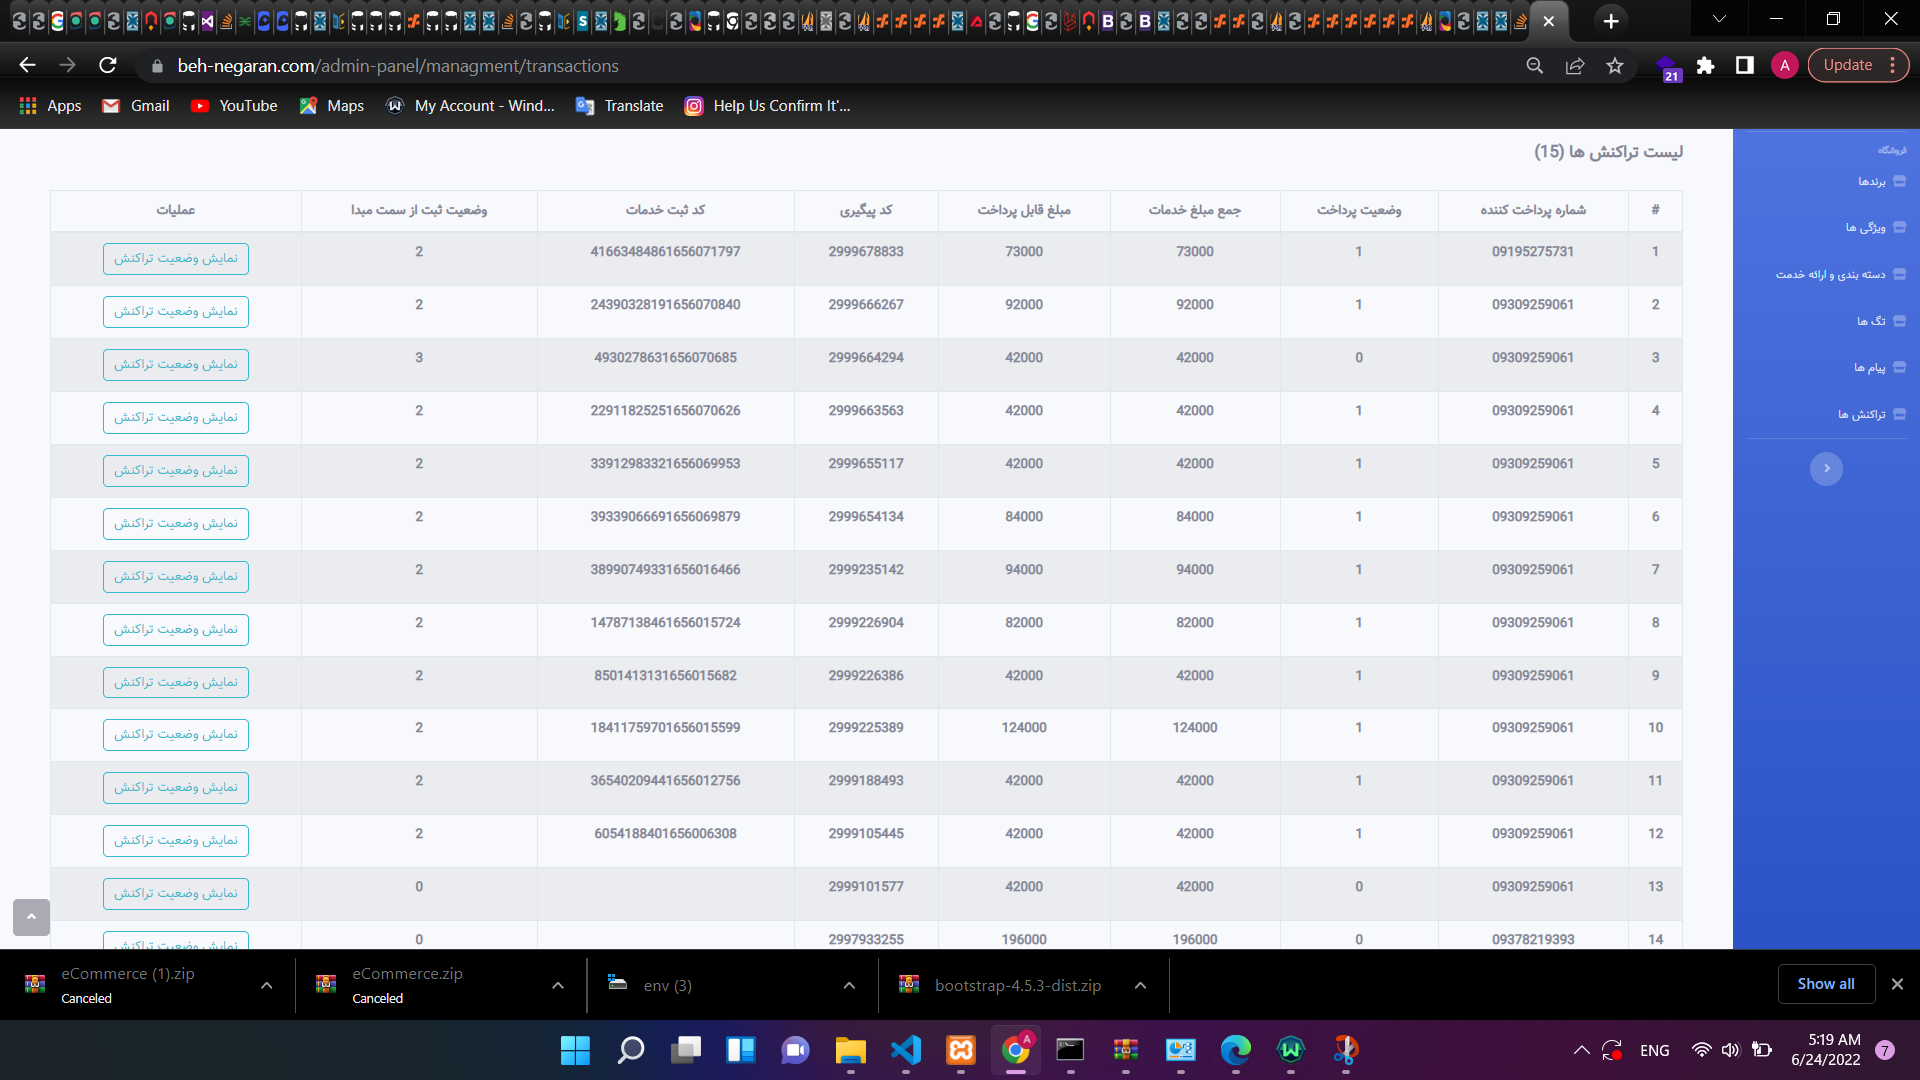 beh-negaran.com/admin-panel/managment/transactions
21
A
Update
Apps
Gmail
YouTube
Maps
My Account - Wind...
Translate
Help Us Confirm It'...
لیست تراکنش ها (15)
# شماره پرداخت کننده وضعیت پرداخت جمع مبلغ خدمات مبلغ قابل پرداخت کد پیگیری کد ثبت خدمات وضعیت ثبت از سمت مبدا عملیات
1 09195275731 1 73000 73000 2999678833 41663484861656071797 2 نمایش وضعیت تراکنش
2 09309259061 1 92000 92000 2999666267 24390328191656070840 2 نمایش وضعیت تراکنش
3 09309259061 0 42000 42000 2999664294 4930278631656070685 3 نمایش وضعیت تراکنش
4 09309259061 1 42000 42000 2999663563 22911825251656070626 2 نمایش وضعیت تراکنش
5 09309259061 1 42000 42000 2999655117 33912983321656069953 2 نمایش وضعیت تراکنش
6 09309259061 1 84000 84000 2999654134 39339066691656069879 2 نمایش وضعیت تراکنش
7 09309259061 1 94000 94000 2999235142 38990749331656016466 2 نمایش وضعیت تراکنش
8 09309259061 1 82000 82000 2999226904 14787138461656015724 2 نمایش وضعیت تراکنش
9 09309259061 1 42000 42000 2999226386 8501413131656015682 2 نمایش وضعیت تراکنش
10 09309259061 1 124000 124000 2999225389 18411759701656015599 2 نمایش وضعیت تراکنش
11 09309259061 1 42000 42000 2999188493 36540209441656012756 2 نمایش وضعیت تراکنش
12 09309259061 1 42000 42000 2999105445 6054188401656006308 2 نمایش وضعیت تراکنش
13 09309259061 0 42000 42000 2999101577 0 نمایش وضعیت تراکنش
14 09378219393 0 196000 196000 2997933255 0 نمایش وضعیت تراکنش
فروشگاه
برندها
ویژگی ها
دسته بندی و ارائه خدمت
تگ ها
پیام ها
تراکنش ها
eCommerce (1).zip
Canceled
eCommerce.zip
Canceled
env (3)
bootstrap-4.5.3-dist.zip
Show all
ENG
5:19 AM
6/24/2022
7